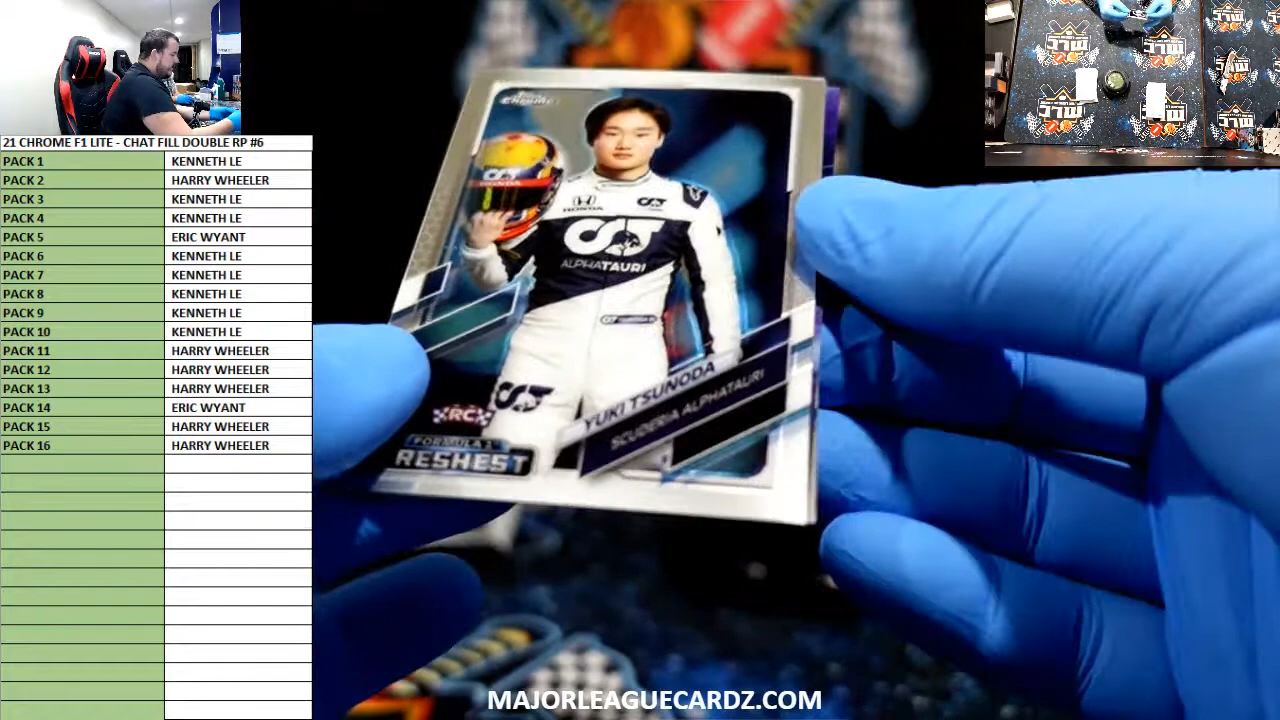 21 CHROME F1 LITE - CHAT FILL DOUBLE RP #6
PACK 1 KENNETH LE
PACK 2 HARRY WHEELER
PACK 3 KENNETH LE
PACK 4 KENNETH LE
PACK 5 ERIC WYANT
PACK 6 KENNETH LE
PACK 7 KENNETH LE
PACK 8 KENNETH LE
PACK 9 KENNETH LE
PACK 10 KENNETH LE
PACK 11 HARRY WHEELER
PACK 12 HARRY WHEELER
PACK 13 HARRY WHEELER
PACK 14 ERIC WYANT
PACK 15 HARRY WHEELER
PACK 16 HARRY WHEELER
Topps
Chrome
HONDA
HONDA
ALPHATAURI
YUKI TSUNODA
SCUDERIA ALPHATAURI
RC
FORMULA 1
RESHEST
MAJORLEAGUECARDZ.COM